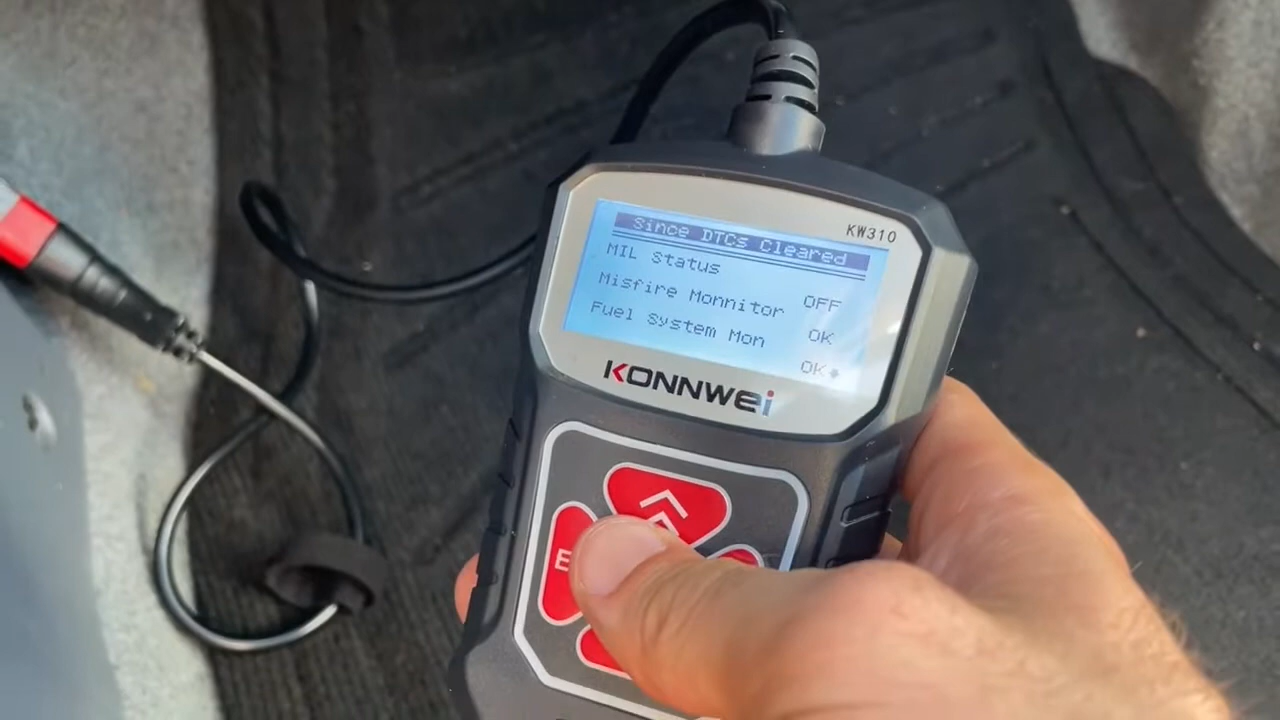 KW310
Since DTCs Cleared
MIL Status OFF
Misfire Monnitor OK
Fuel System Mon OK
KONNWEi
E